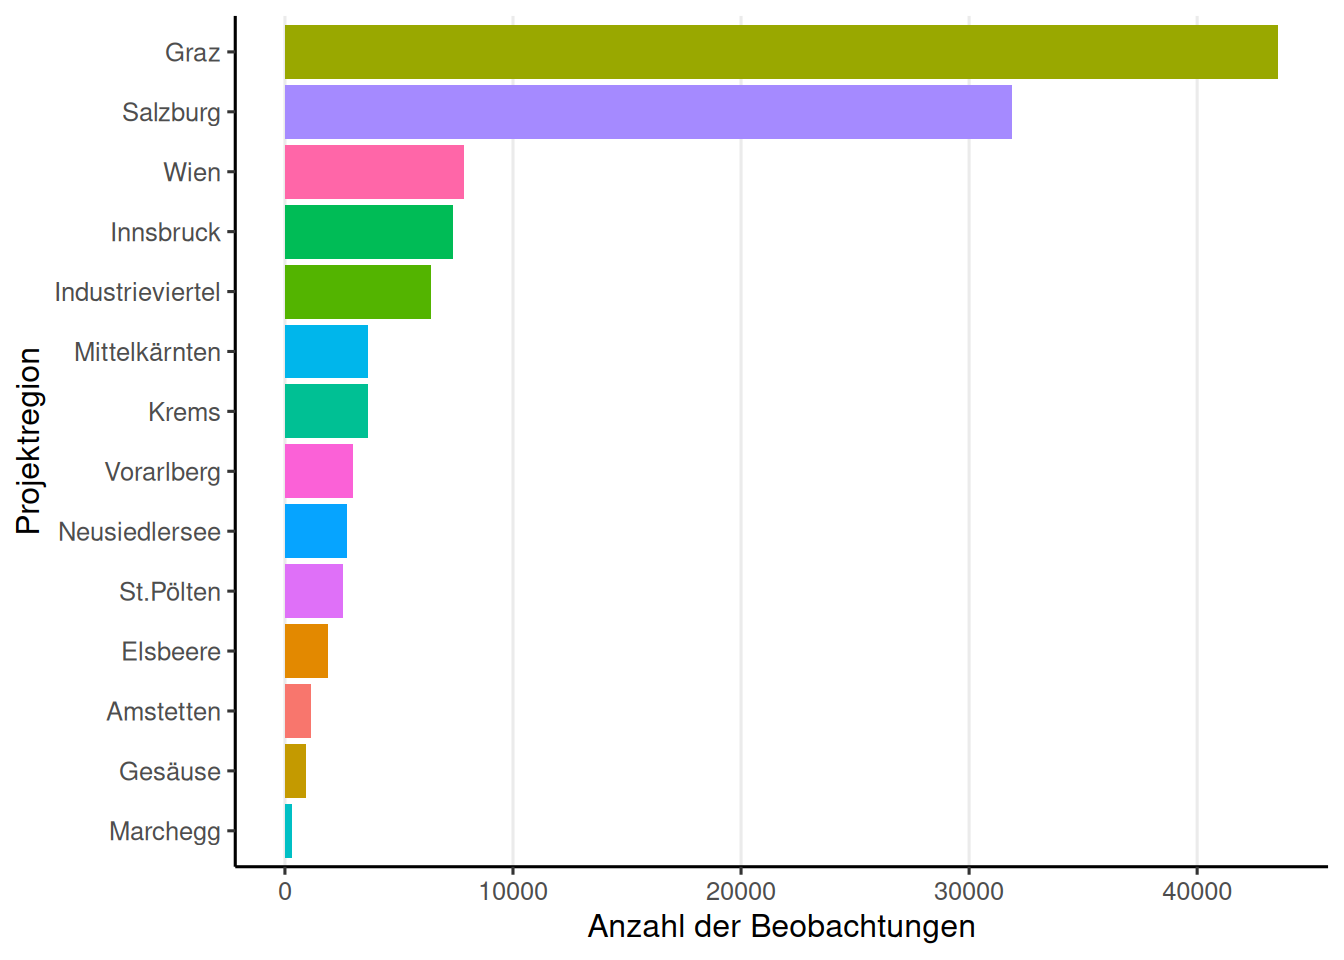 Projektregion
Graz
Salzburg
Wien
Innsbruck
Industrieviertel
Mittelkärnten
Krems
Vorarlberg
Neusiedlersee
St.Pölten
Elsbeere
Amstetten
Gesäuse
Marchegg
0 10000 20000 30000 40000
Anzahl der Beobachtungen